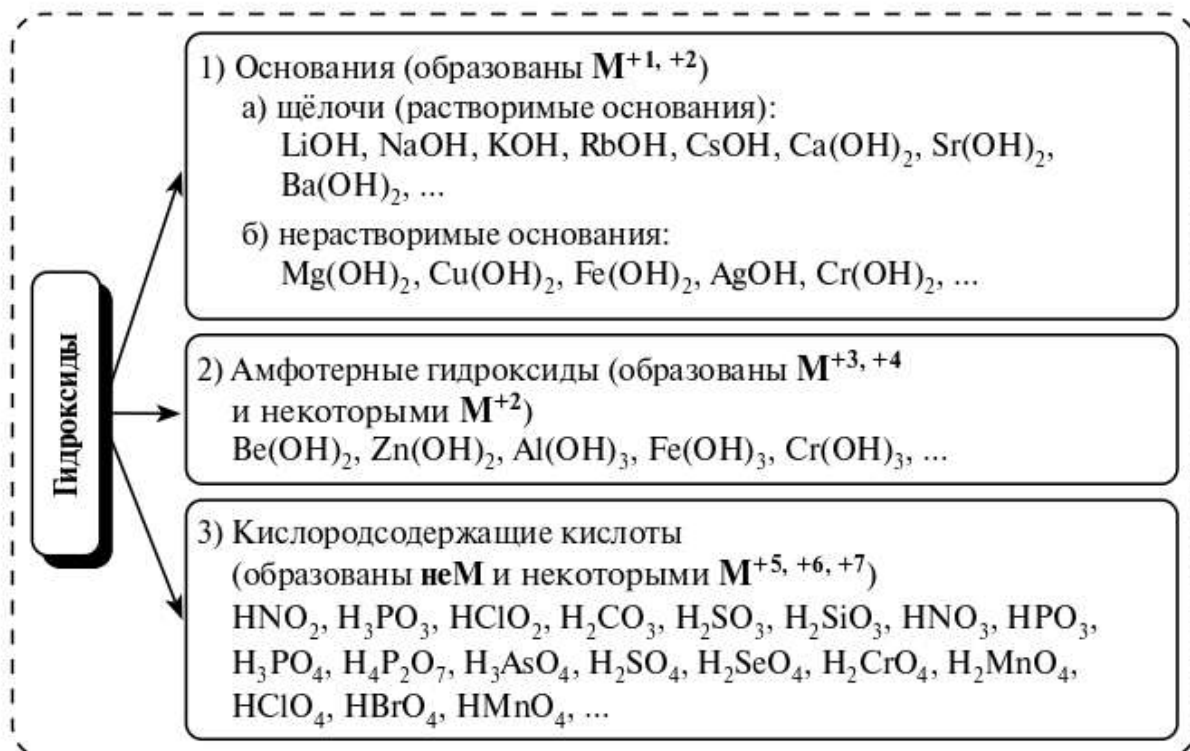 Гидроксиды
1) Основания (образованы M⁺¹, ⁺²)
а) щёлочи (растворимые основания):
LiOH, NaOH, KOH, RbOH, CsOH, Ca(OH)₂, Sr(OH)₂,
Ba(OH)₂, ...
б) нерастворимые основания:
Mg(OH)₂, Cu(OH)₂, Fe(OH)₂, AgOH, Cr(OH)₂, ...
2) Амфотерные гидроксиды (образованы M⁺³, ⁺⁴
и некоторыми M⁺²)
Be(OH)₂, Zn(OH)₂, Al(OH)₃, Fe(OH)₃, Cr(OH)₃, ...
3) Кислородсодержащие кислоты
(образованы неМ и некоторыми M⁺⁵, ⁺⁶, ⁺⁷)
HNO₂, H₃PO₃, HClO₂, H₂CO₃, H₂SO₃, H₂SiO₃, HNO₃, HPO₃,
H₃PO₄, H₄P₂O₇, H₃AsO₄, H₂SO₄, H₂SeO₄, H₂CrO₄, H₂MnO₄,
HClO₄, HBrO₄, HMnO₄, ...